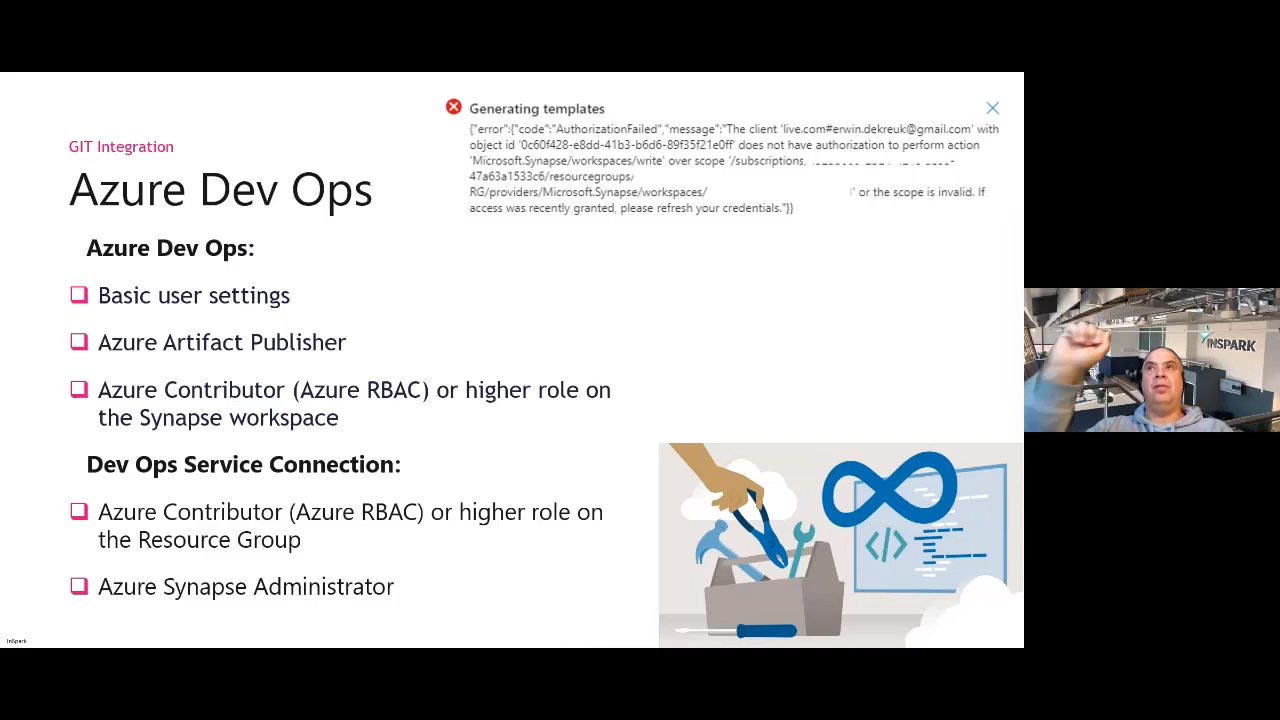 GIT Integration
Azure Dev Ops
Azure Dev Ops:
Basic user settings
Azure Artifact Publisher
Azure Contributor (Azure RBAC) or higher role on
the Synapse workspace
Dev Ops Service Connection:
Azure Contributor (Azure RBAC) or higher role on
the Resource Group
Azure Synapse Administrator
InSpark
Generating templates
{"error":{"code":"AuthorizationFailed","message":"The client 'live.com#erwin.dekreuk@gmail.com' with
object id '0c60f428-e8dd-41b3-b6d6-89f35f21e0ff' does not have authorization to perform action
'Microsoft.Synapse/workspaces/write' over scope '/subscriptions,
47a63a1533c6/resourcegroups/
RG/providers/Microsoft.Synapse/workspaces/ ' or the scope is invalid. If
access was recently granted, please refresh your credentials."}}
</>
INSPARK